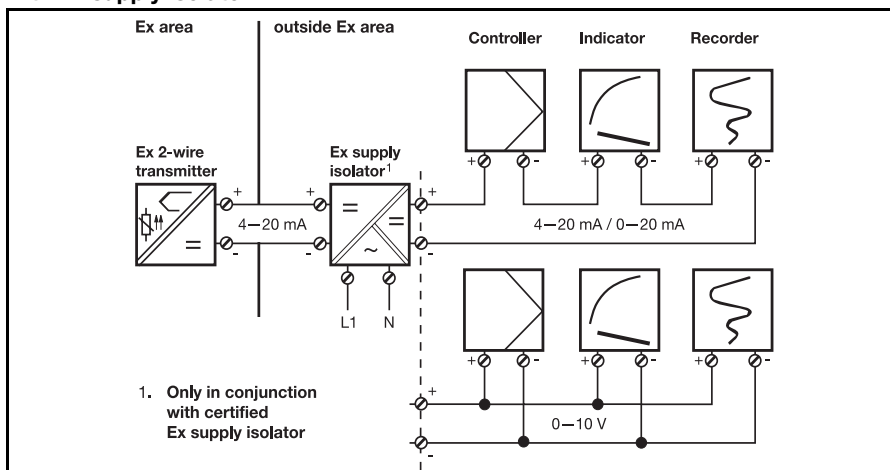 Ex area
outside Ex area
Controller
Indicator
Recorder
Ex 2-wire
transmitter
Ex supply
isolator1
+
+
+
+ -
+ -
+ -
4–20 mA
4–20 mA / 0–20 mA
-
-
-
L1
N
+ -
+ -
+ -
1. Only in conjunction
with certified
Ex supply isolator
+
0–10 V
-